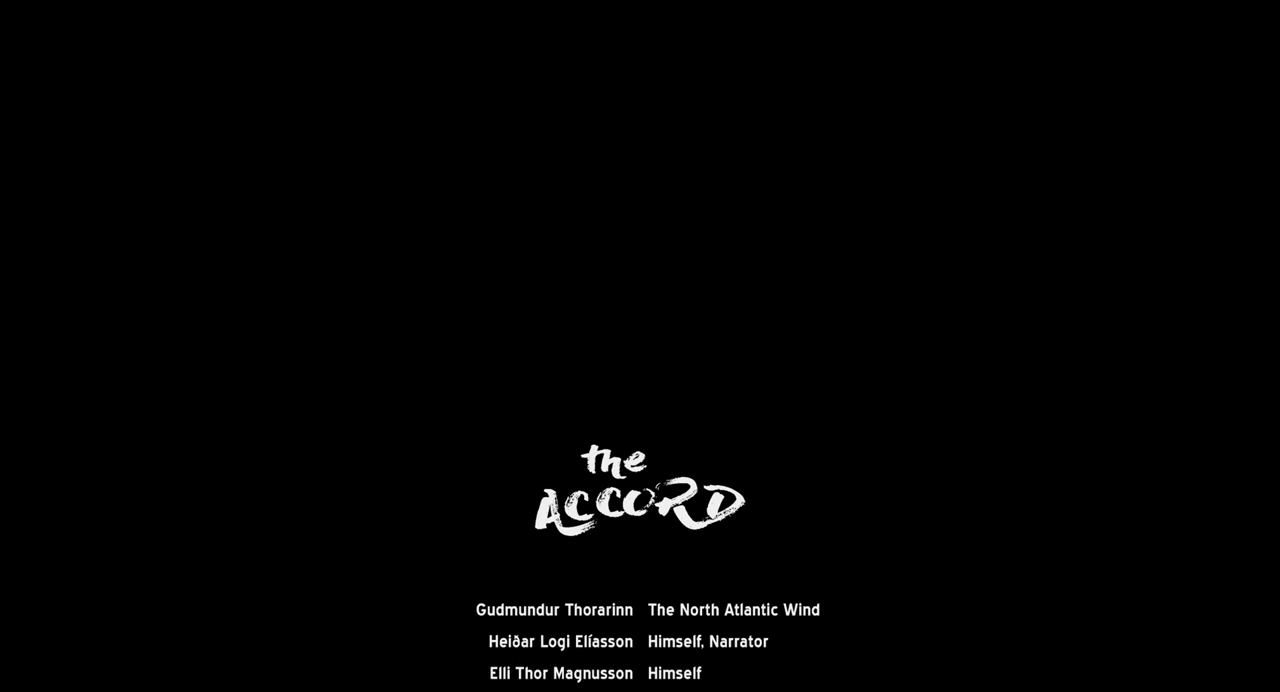 the
ACCORD
Gudmundur Thorarinn The North Atlantic Wind
Heiðar Logi Elíasson Himself, Narrator
Elli Thor Magnusson Himself